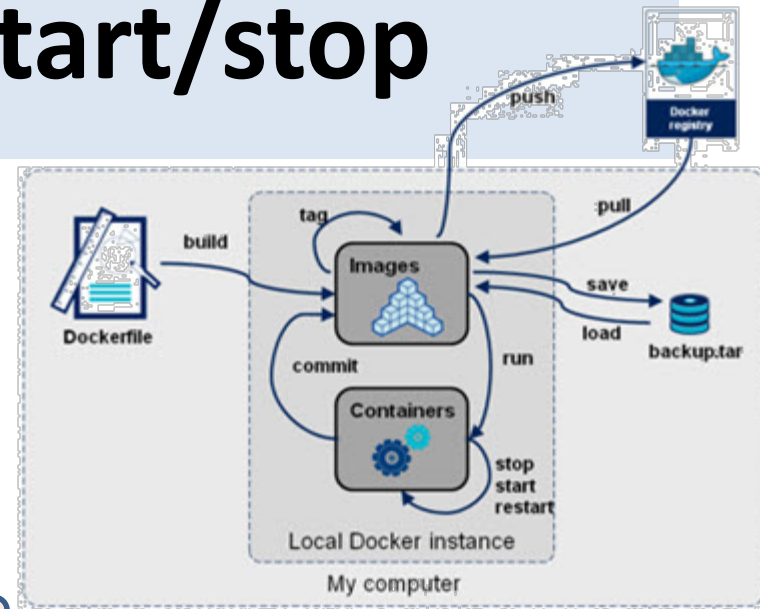 tart/stop
push
Docker
registry
pull
tag
build
Images
save
Dockerfile
load
backup.tar
commit
run
Containers
stop
start
restart
Local Docker instance
My computer